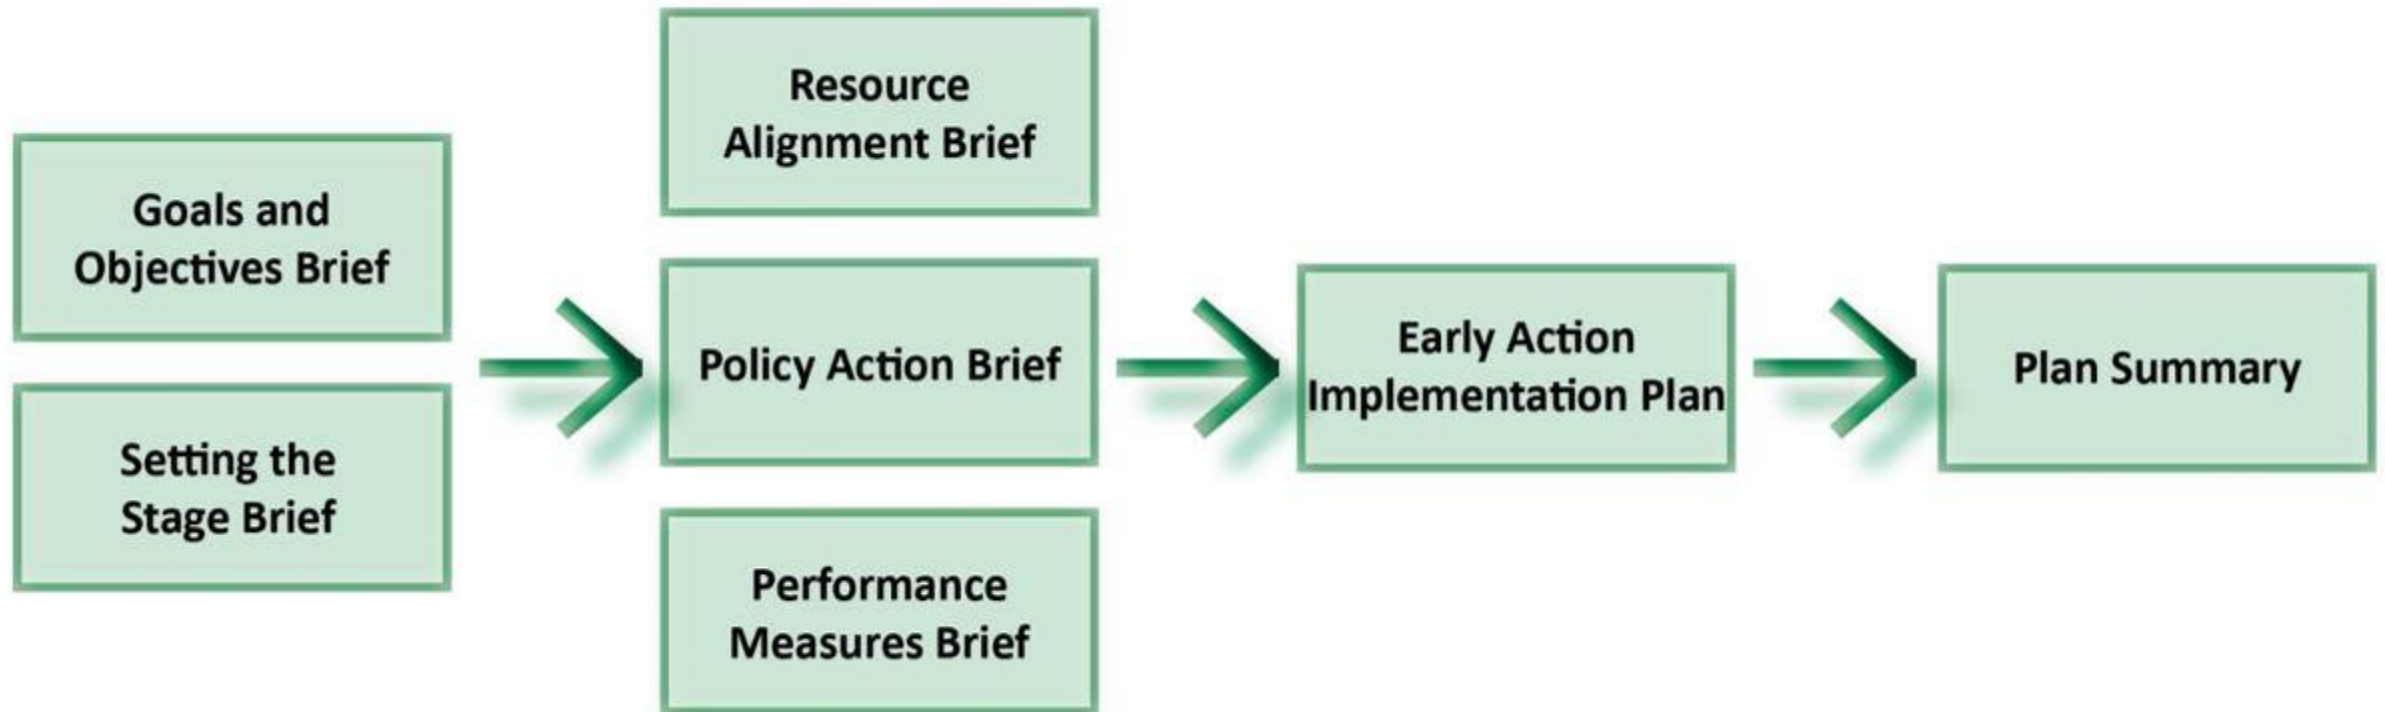 Goals and
Objectives Brief
Setting the
Stage Brief
Resource
Alignment Brief
Policy Action Brief
Performance
Measures Brief
Early Action
Implementation Plan
Plan Summary